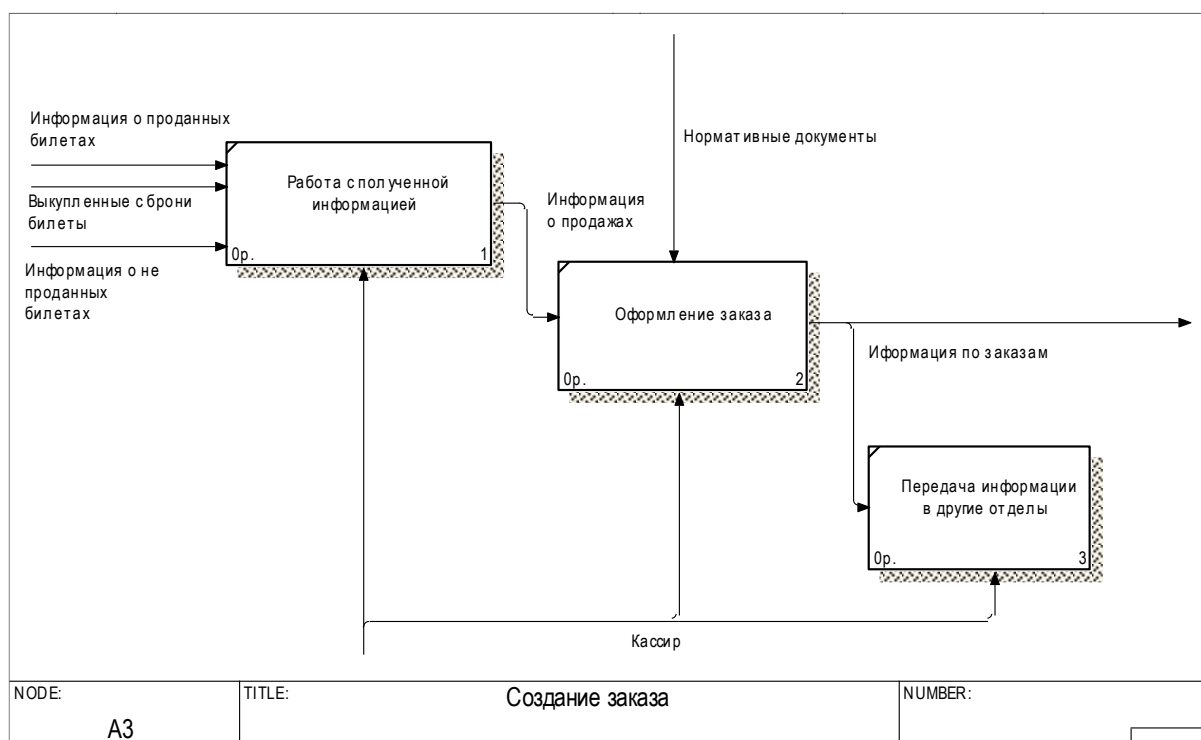 Информация о проданных
билетах
Выкупленные с брони
билеты
Информация о не
проданных
билетах
Работа с полученной
информацией
0р.
1
Информация
о продажах
Нормативные документы
Оформление заказа
0р.
2
Иформация по заказам
Передача информации
в другие отделы
0р.
3
Кассир
NODE:
A3
TITLE:
Создание заказа
NUMBER: